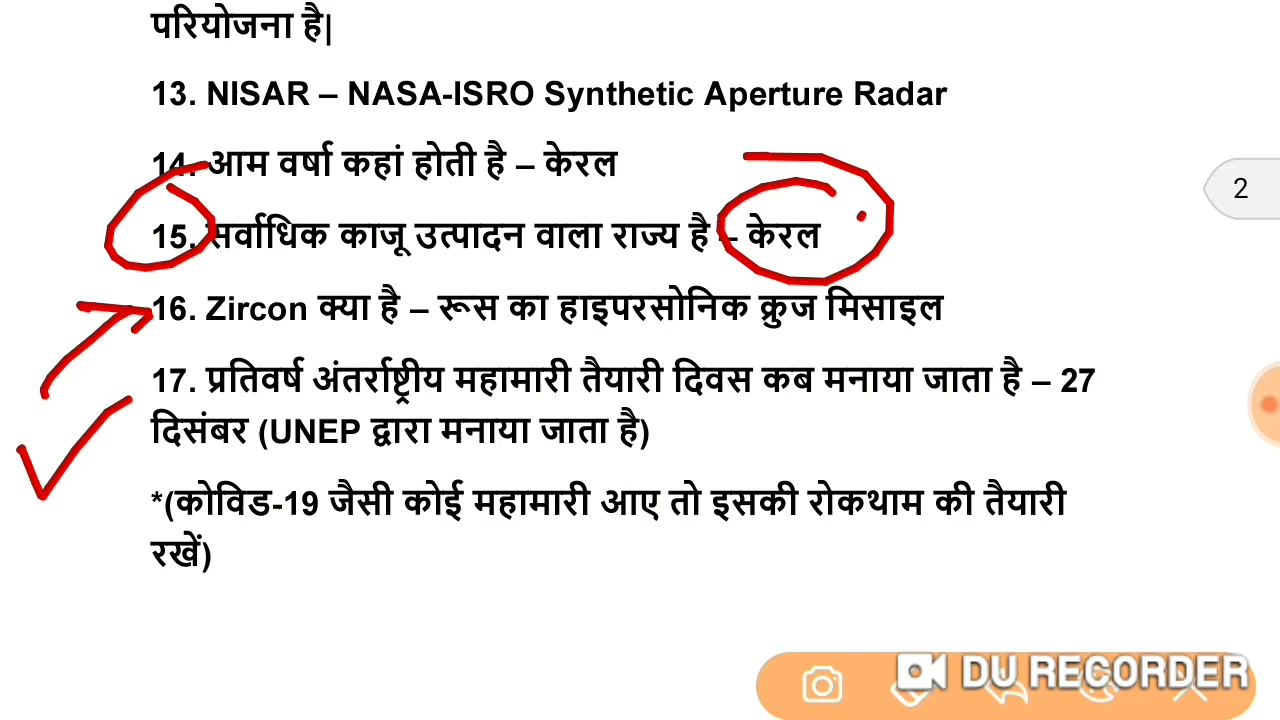 परियोजना है|
13. NISAR – NASA-ISRO Synthetic Aperture Radar
14. आम वर्षा कहां होती है – केरल
15. सर्वाधिक काजू उत्पादन वाला राज्य है – केरल
16. Zircon क्या है – रूस का हाइपरसोनिक क्रुज मिसाइल
17. प्रतिवर्ष अंतर्राष्ट्रीय महामारी तैयारी दिवस कब मनाया जाता है – 27
दिसंबर (UNEP द्वारा मनाया जाता है)
*(कोविड-19 जैसी कोई महामारी आए तो इसकी रोकथाम की तैयारी
रखें)
2
DU RECORDER